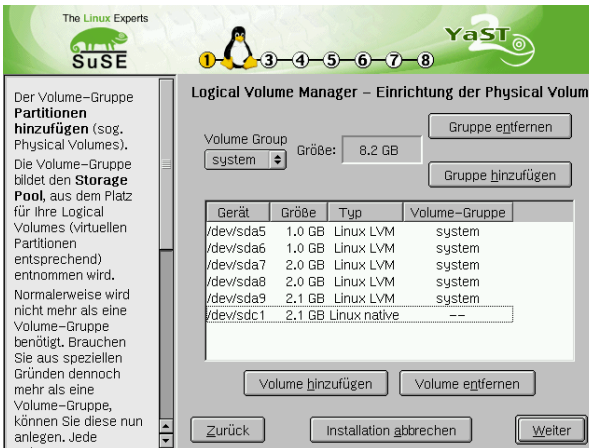 The Linux Experts
SuSE
YaST
2
1 3 4 5 6 7 8
Der Volume-Gruppe
Partitionen
hinzufügen (sog.
Physical Volumes).
Die Volume-Gruppe
bildet den Storage
Pool, aus dem Platz
für Ihre Logical
Volumes (virtuellen
Partitionen
entsprechend)
entnommen wird.
Normalerweise wird
nicht mehr als eine
Volume-Gruppe
benötigt. Brauchen
Sie aus speziellen
Gründen dennoch
mehr als eine
Volume-Gruppe,
können Sie diese nun
anlegen. Jede
Logical Volume Manager - Einrichtung der Physical Volum
Volume Group
system
Größe: 8.2 GB
Gruppe entfernen
Gruppe hinzufügen
Gerät Größe Typ Volume-Gruppe
/dev/sda5 1.0 GB Linux LVM system
/dev/sda6 1.0 GB Linux LVM system
/dev/sda7 2.0 GB Linux LVM system
/dev/sda8 2.0 GB Linux LVM system
/dev/sda9 2.1 GB Linux LVM system
/dev/sdc1 2.1 GB Linux native --
Volume hinzufügen Volume entfernen
Zurück Installation abbrechen Weiter